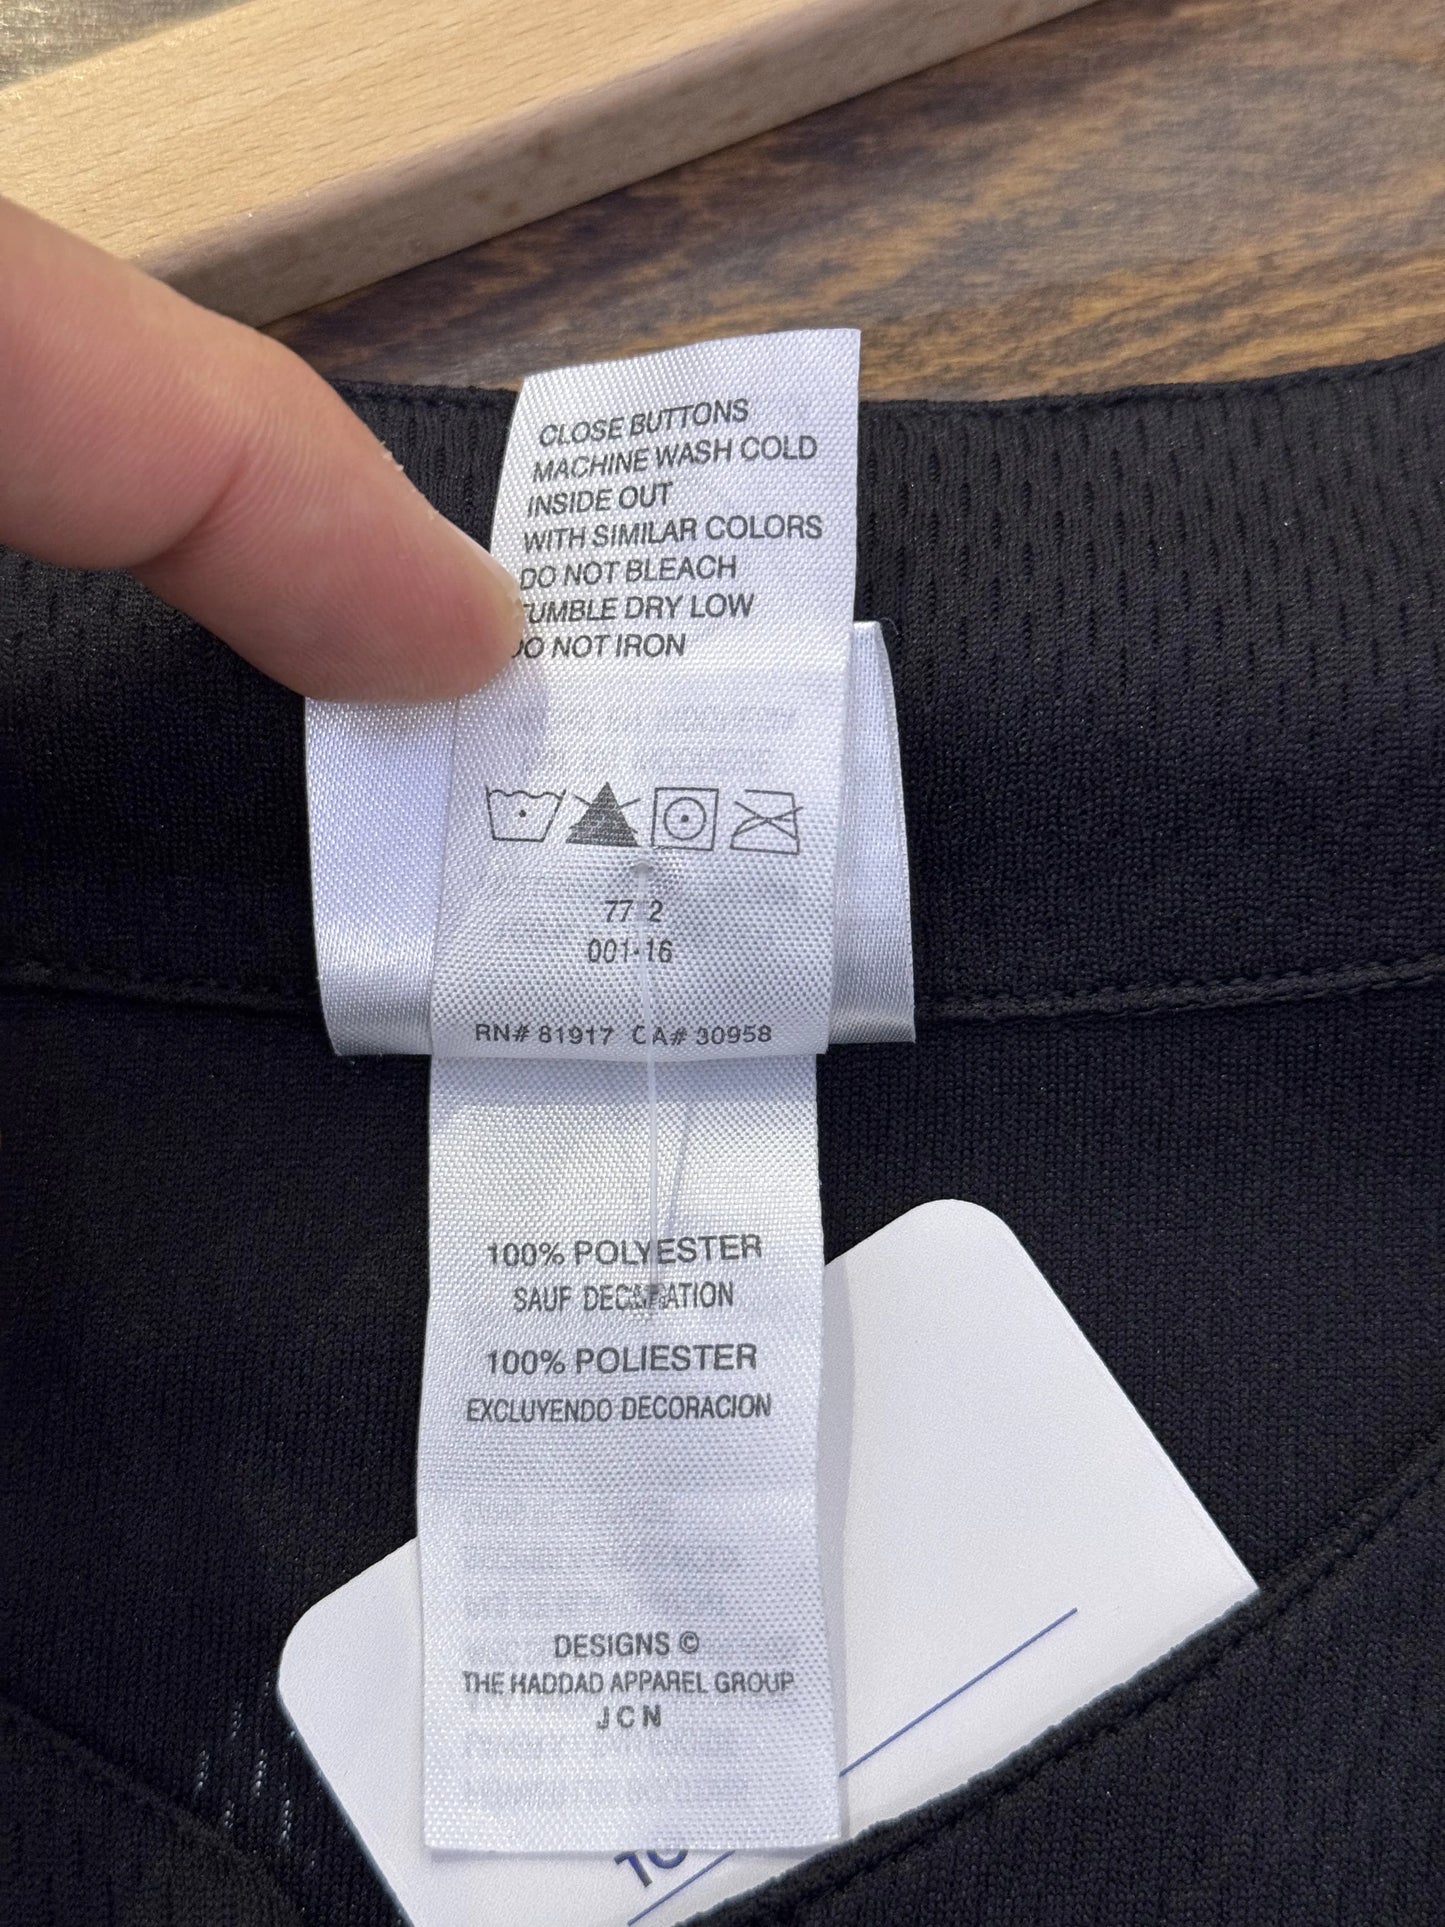 CLOSE BUTTONS
MACHINE WASH COLD
INSIDE OUT
WITH SIMILAR COLORS
DO NOT BLEACH
TUMBLE DRY LOW
DO NOT IRON
001-16
RN# 81917 CA# 30958
100% POLYESTER
SAUF DECORATION
100% POLIESTER
EXCLUYENDO DECORACION
DESIGNS ©
THE HADDAD APPAREL GROUP
J C N